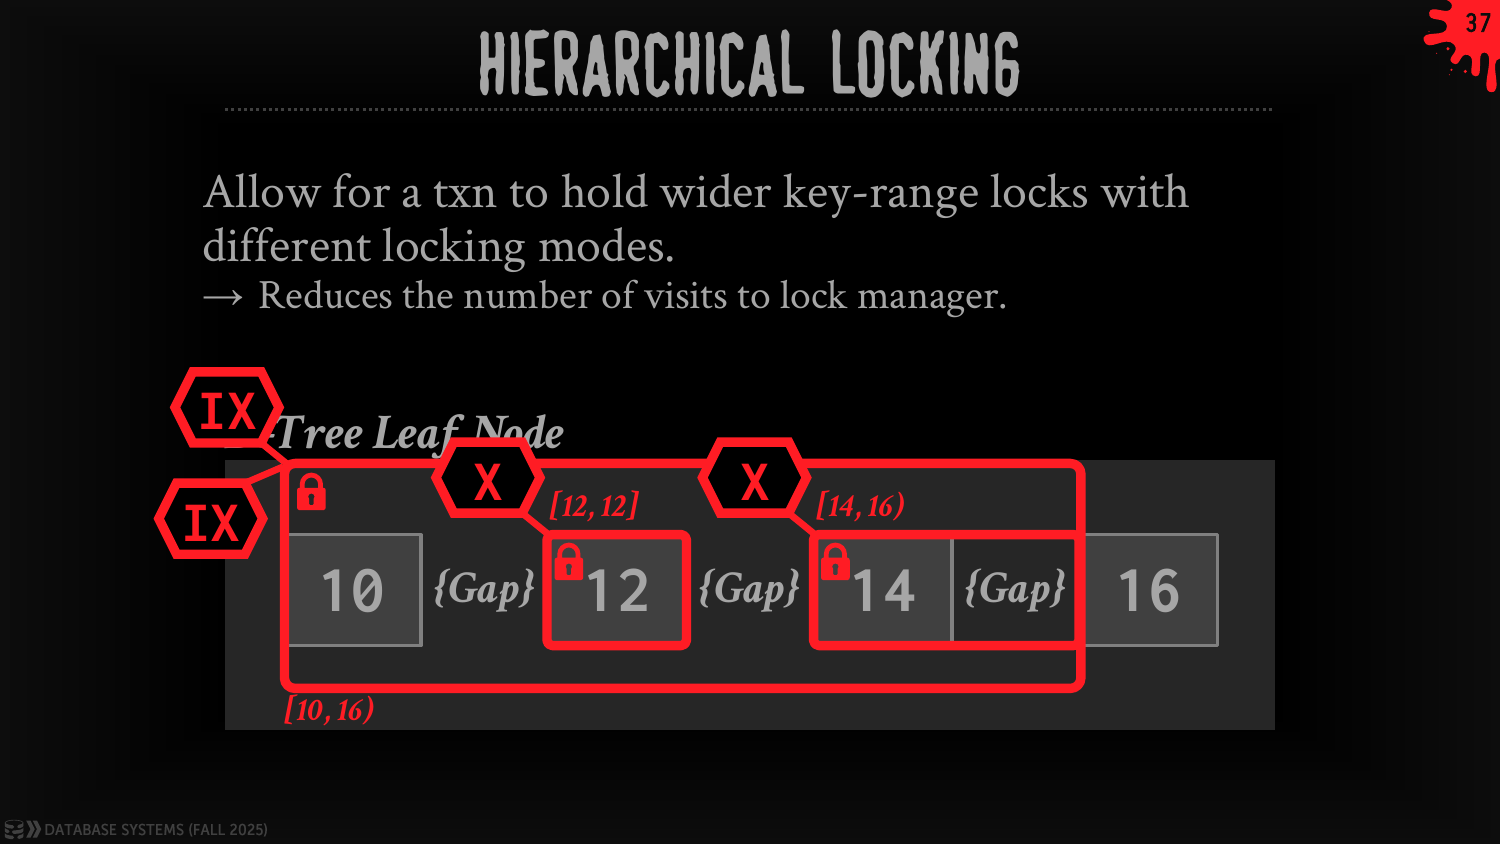 37
HIERARCHICAL LOCKING
Allow for a txn to hold wider key-range locks with
different locking modes.
→ Reduces the number of visits to lock manager.
IX
Tree Leaf Node
X
X
[12, 12]
[14, 16)
IX
10 {Gap} 12 {Gap} 14 {Gap} 16
[10, 16)
DATABASE SYSTEMS (FALL 2025)